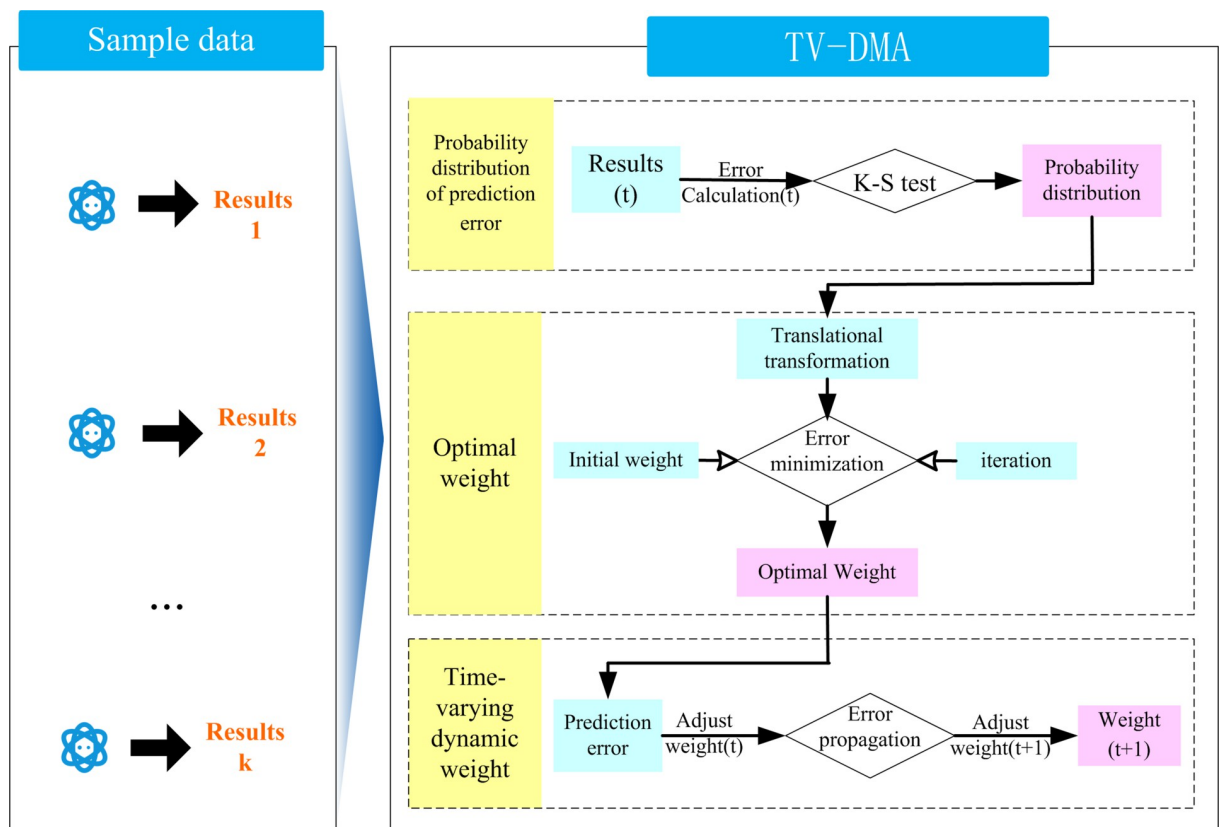 Sample data
Results
1
Results
2
...
Results
k
TV-DMA
Probability
distribution
of prediction
error
Results
(t)
Error
Calculation(t)
K-S test
Probability
distribution
Optimal
weight
Translational
transformation
Initial weight
Error
minimization
iteration
Optimal Weight
Time-
varying
dynamic
weight
Prediction
error
Adjust
weight(t)
Error
propagation
Adjust
weight(t+1)
Weight
(t+1)